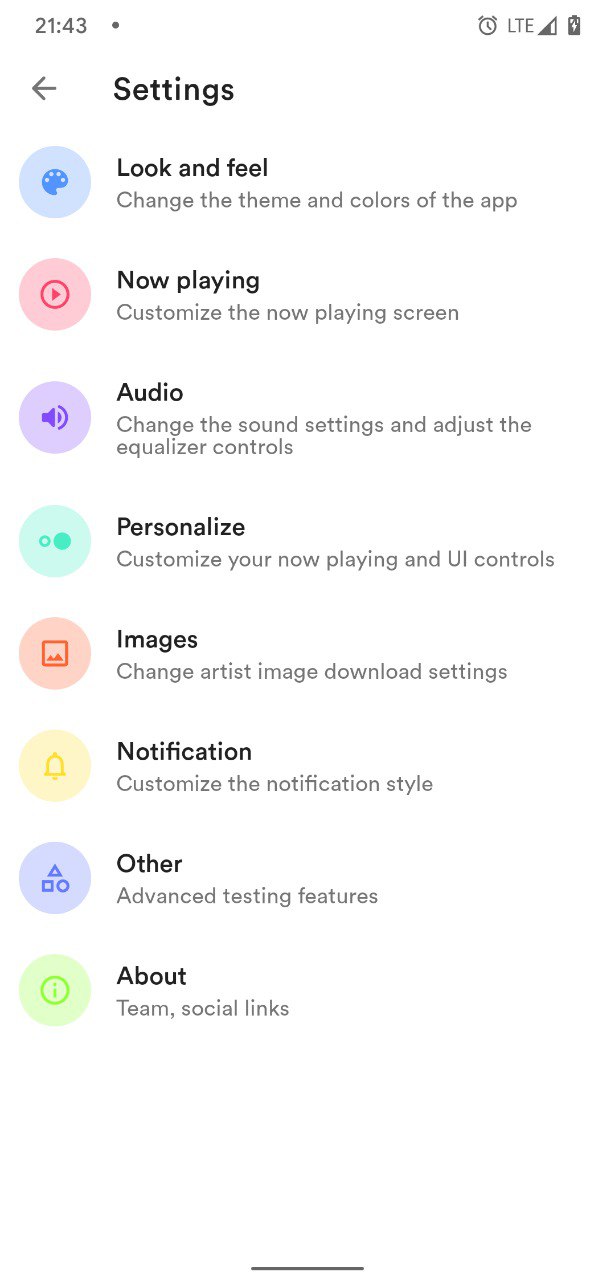 21:43
LTE
Settings
Look and feel
Change the theme and colors of the app
Now playing
Customize the now playing screen
Audio
Change the sound settings and adjust the
equalizer controls
Personalize
Customize your now playing and UI controls
Images
Change artist image download settings
Notification
Customize the notification style
Other
Advanced testing features
About
Team, social links